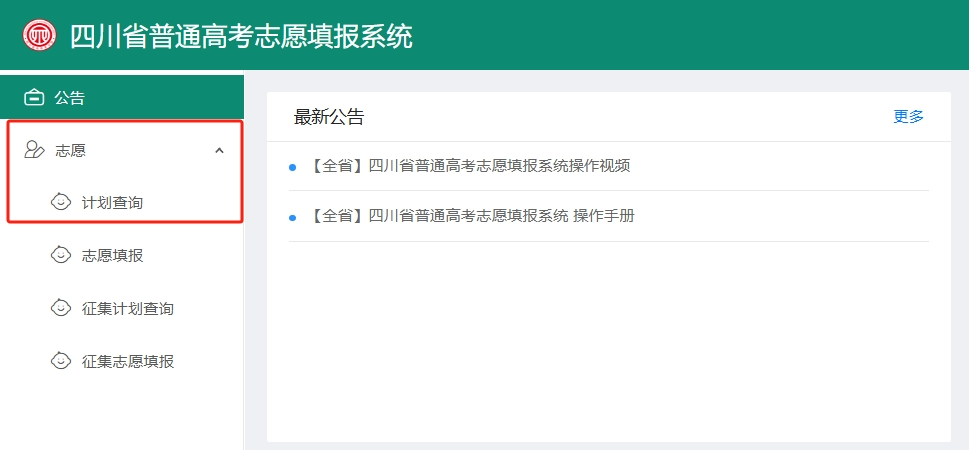 四川省普通高考志愿填报系统
公告
志愿
计划查询
志愿填报
征集计划查询
征集志愿填报
最新公告 更多
【全省】四川省普通高考志愿填报系统操作视频
【全省】四川省普通高考志愿填报系统 操作手册